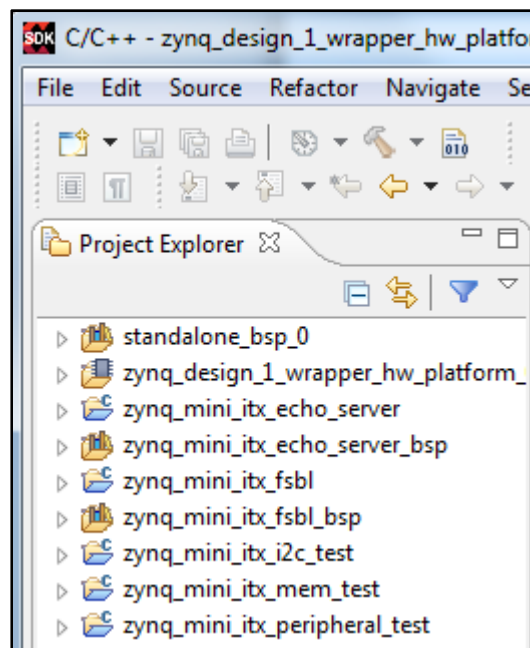 SDK C/C++ - zynq_design_1_wrapper_hw_platfo
File Edit Source Refactor Navigate Se
010
Project Explorer
standalone_bsp_0
zynq_design_1_wrapper_hw_platform_
zynq_mini_itx_echo_server
zynq_mini_itx_echo_server_bsp
zynq_mini_itx_fsbl
zynq_mini_itx_fsbl_bsp
zynq_mini_itx_i2c_test
zynq_mini_itx_mem_test
zynq_mini_itx_peripheral_test